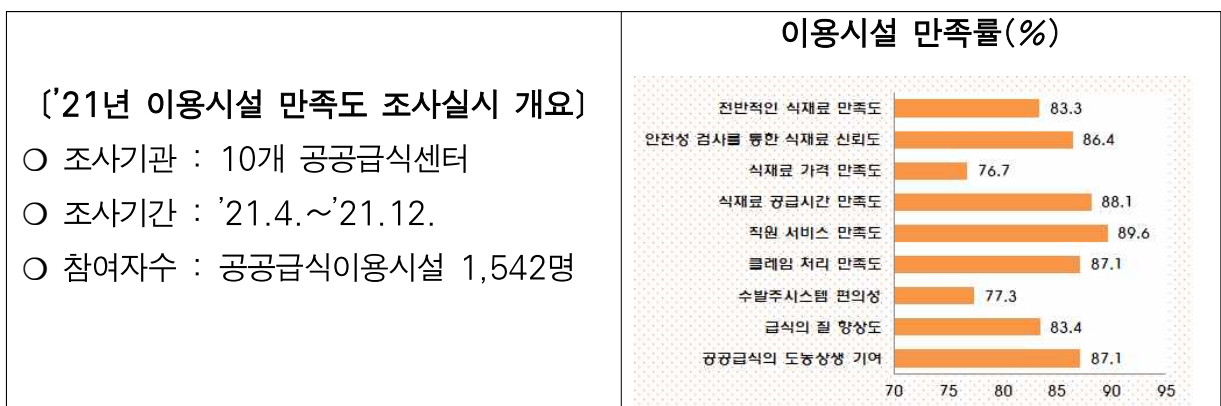 〔’21년 이용시설 만족도 조사실시 개요〕
❍ 조사기관 : 10개 공공급식센터
❍ 조사기간 : ’21.4.~’21.12.
❍ 참여자수 : 공공급식이용시설 1,542명
이용시설 만족률(%)
전반적인 식재료 만족도 83.3
안전성 검사를 통한 식재료 신뢰도 86.4
식재료 가격 만족도 76.7
식재료 공급시간 만족도 88.1
직원 서비스 만족도 89.6
클레임 처리 만족도 87.1
수발주시스템 편의성 77.3
급식의 질 향상도 83.4
공공급식의 도농상생 기여 87.1
70 75 80 85 90 95